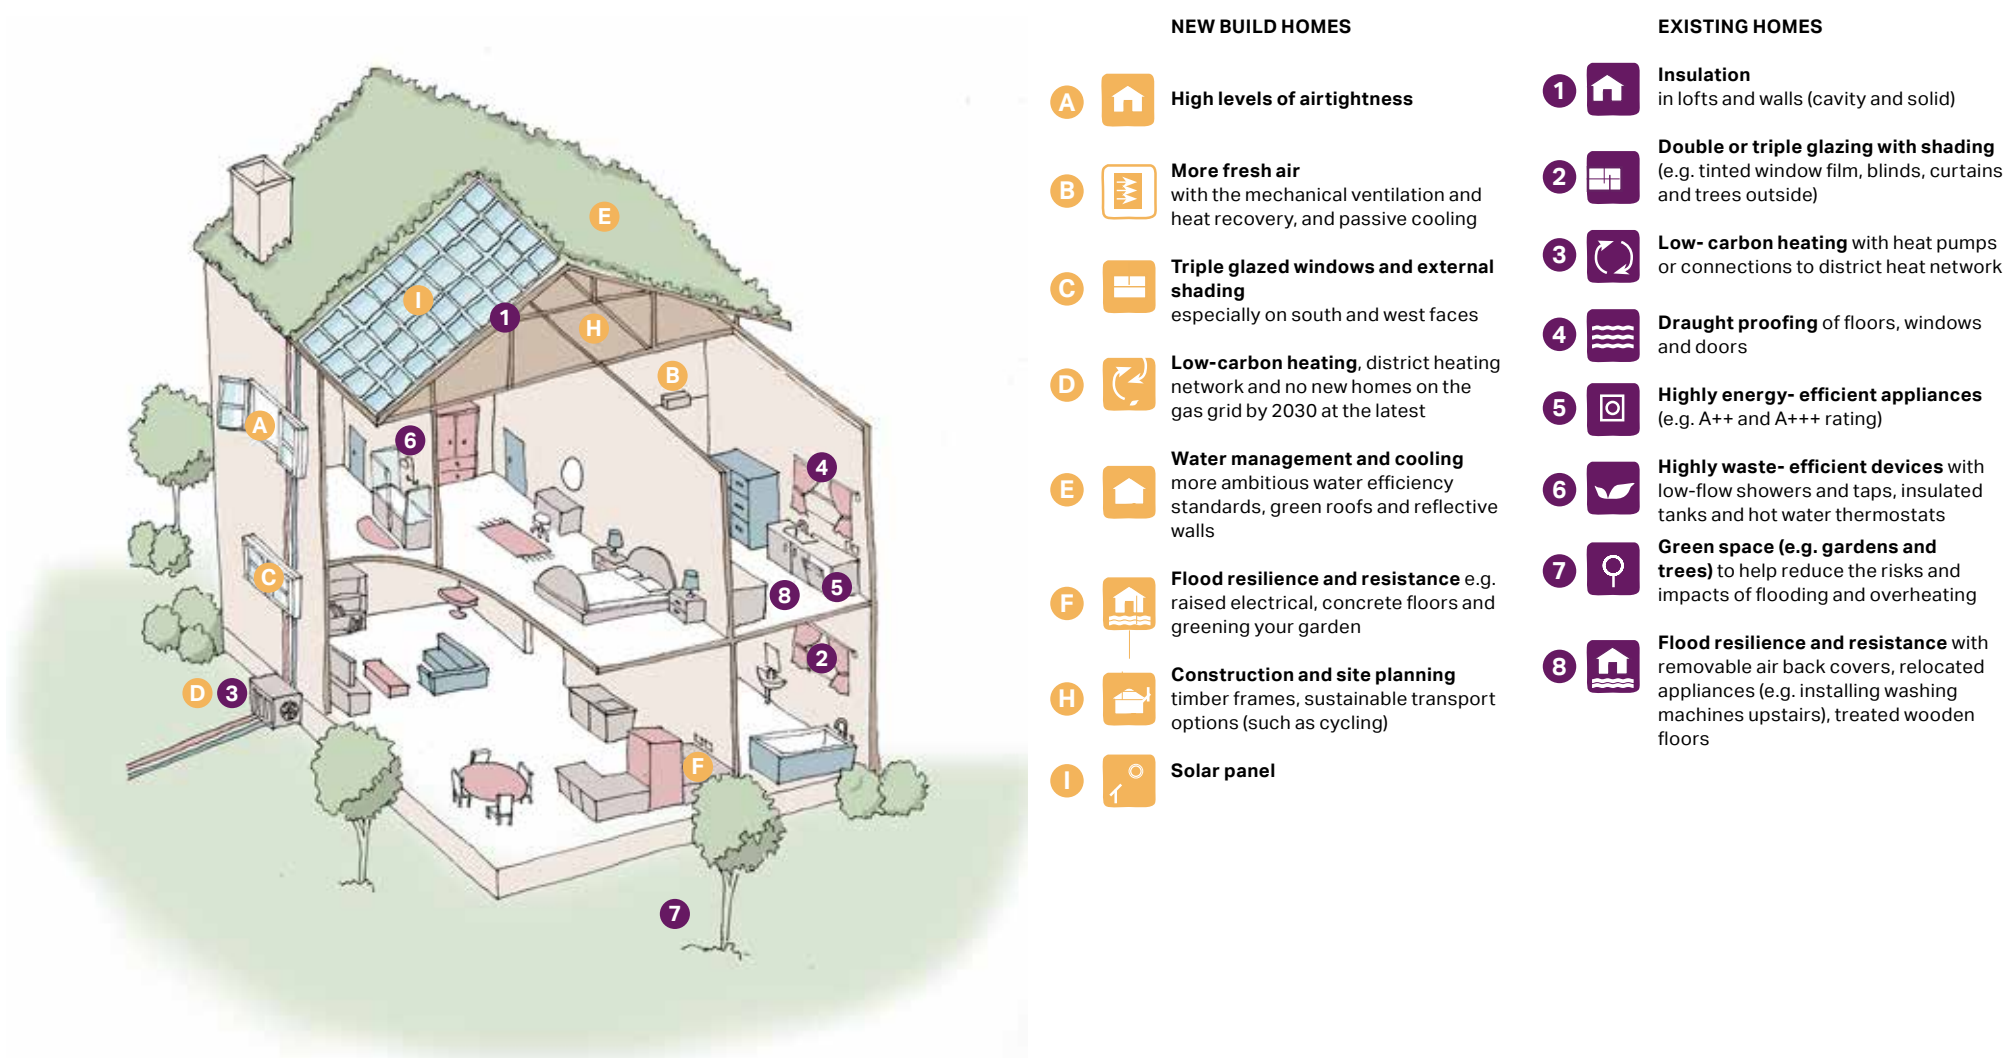 NEW BUILD HOMES
A
High levels of airtightness
B
More fresh air
with the mechanical ventilation and
heat recovery, and passive cooling
C
Triple glazed windows and external
shading
especially on south and west faces
D
Low-carbon heating, district heating
network and no new homes on the
gas grid by 2030 at the latest
E
Water management and cooling
more ambitious water efficiency
standards, green roofs and reflective
walls
F
Flood resilience and resistance e.g.
raised electrical, concrete floors and
greening your garden
H
Construction and site planning
timber frames, sustainable transport
options (such as cycling)
I
Solar panel
EXISTING HOMES
1
Insulation
in lofts and walls (cavity and solid)
2
Double or triple glazing with shading
(e.g. tinted window film, blinds, curtains
and trees outside)
3
Low- carbon heating with heat pumps
or connections to district heat network
4
Draught proofing of floors, windows
and doors
5
Highly energy- efficient appliances
(e.g. A++ and A+++ rating)
6
Highly waste- efficient devices with
low-flow showers and taps, insulated
tanks and hot water thermostats
7
Green space (e.g. gardens and
trees) to help reduce the risks and
impacts of flooding and overheating
8
Flood resilience and resistance with
removable air back covers, relocated
appliances (e.g. installing washing
machines upstairs), treated wooden
floors
E
I
1
H
B
A
6
4
C
5
8
2
D
3
F
7